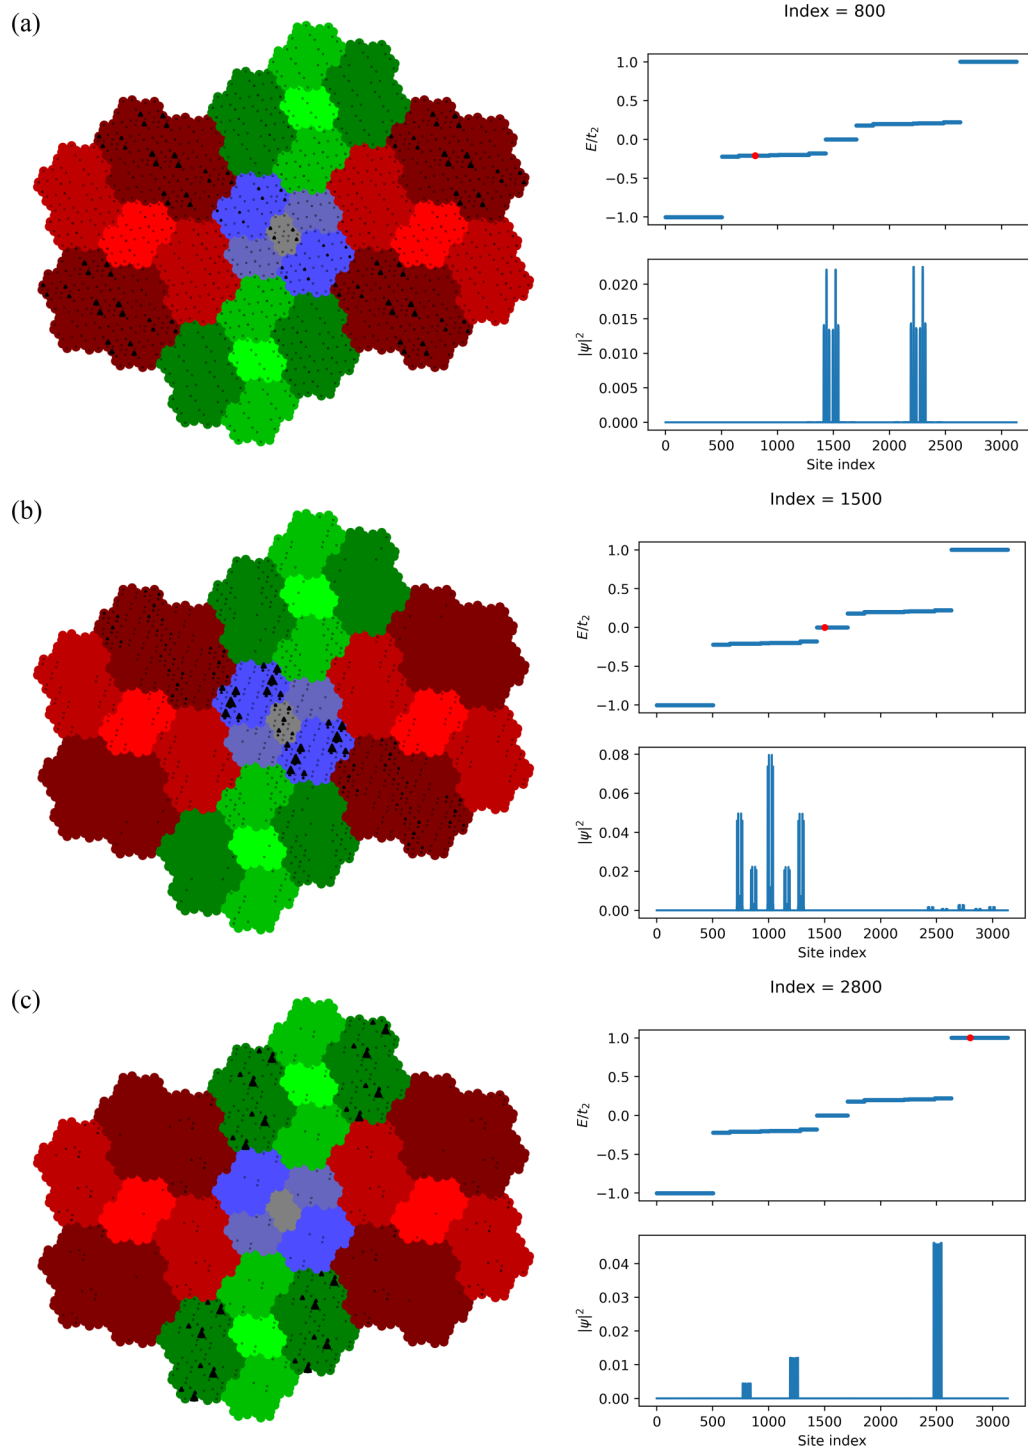 (a)
Index = 800
1.0
0.5
0.0
−0.5
−1.0
E/t₂
0.020
0.015
0.010
0.005
0.000
|ψ|²
0 500 1000 1500 2000 2500 3000
Site index
(b)
Index = 1500
1.0
0.5
0.0
−0.5
−1.0
E/t₂
0.08
0.06
0.04
0.02
0.00
|ψ|²
0 500 1000 1500 2000 2500 3000
Site index
(c)
Index = 2800
1.0
0.5
0.0
−0.5
−1.0
E/t₂
0.04
0.03
0.02
0.01
0.00
|ψ|²
0 500 1000 1500 2000 2500 3000
Site index